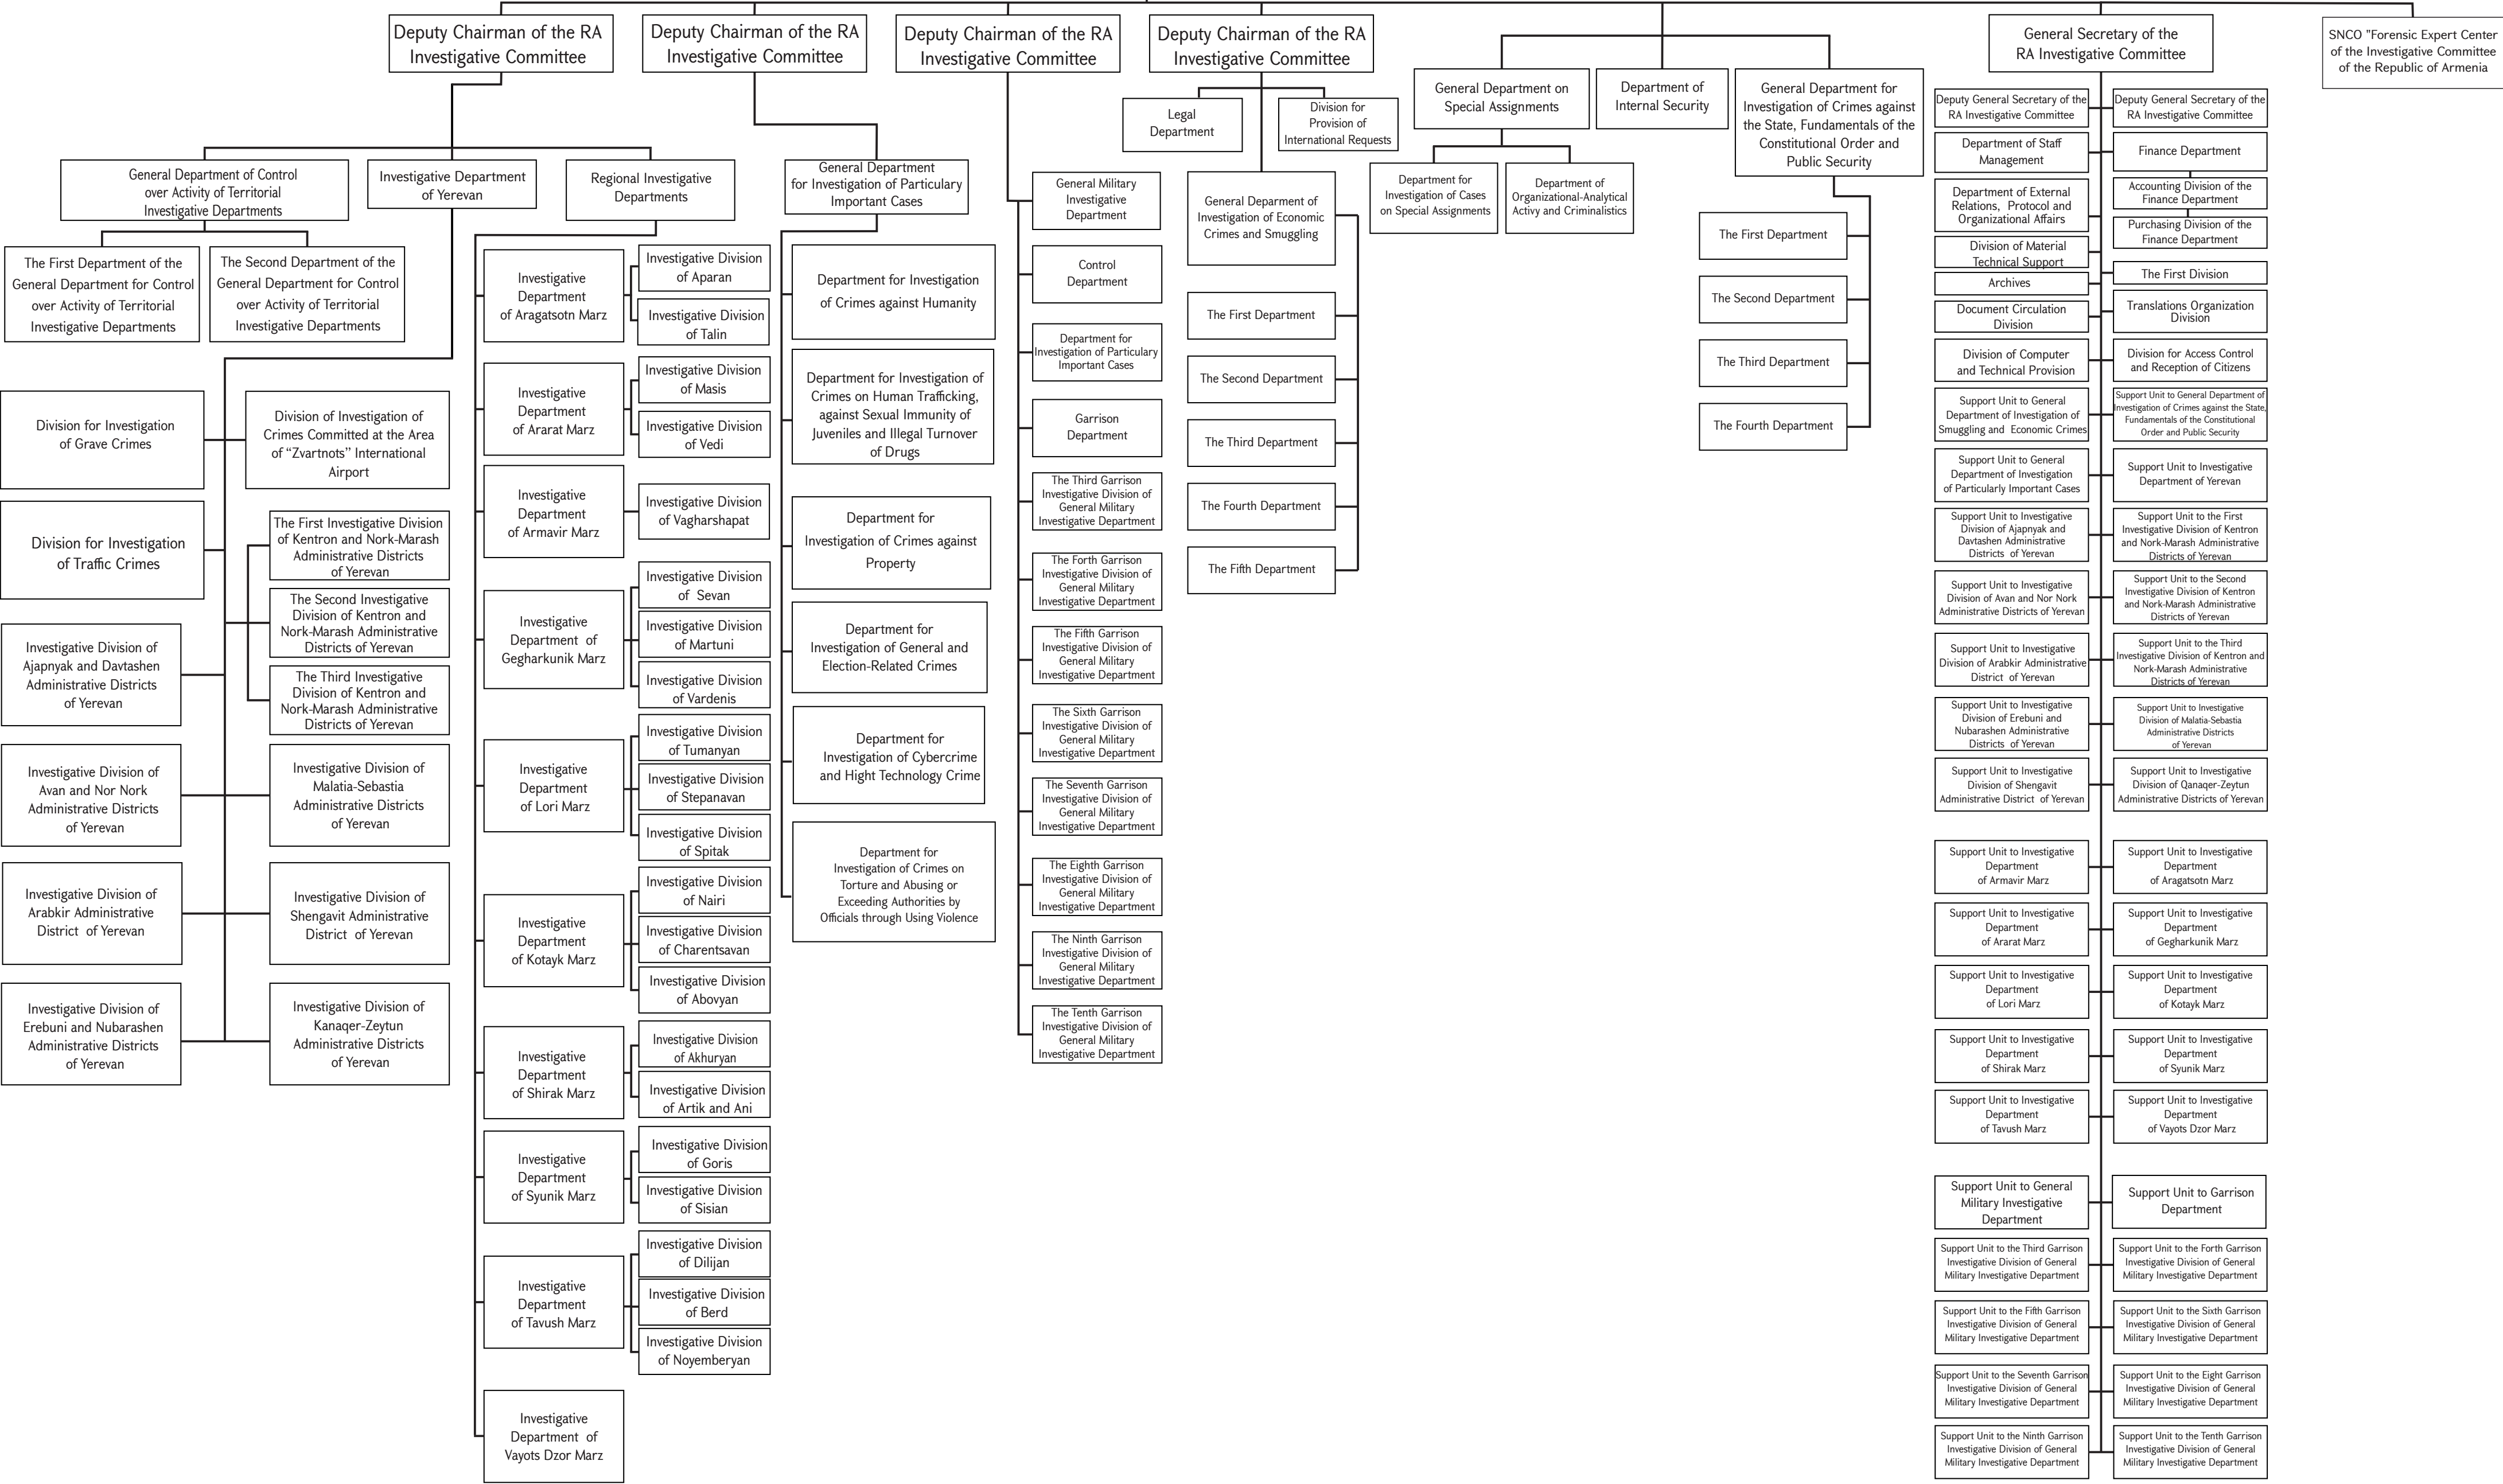 Deputy Chairman of the RA
Investigative Committee
Deputy Chairman of the RA
Investigative Committee
Deputy Chairman of the RA
Investigative Committee
Deputy Chairman of the RA
Investigative Committee
General Secretary of the
RA Investigative Committee
SNCO "Forensic Expert Center
of the Investigative Committee
of the Republic of Armenia
General Department of Control
over Activity of Territorial
Investigative Departments
Investigative Department
of Yerevan
Regional Investigative
Departments
The First Department of the
General Department for Control
over Activity of Territorial
Investigative Departments
The Second Department of the
General Department for Control
over Activity of Territorial
Investigative Departments
Division for Investigation
of Grave Crimes
Division of Investigation of
Crimes Committed at the Area
of “Zvartnots” International
Airport
Division for Investigation
of Traffic Crimes
The First Investigative Division
of Kentron and Nork-Marash
Administrative Districts
of Yerevan
The Second Investigative
Division of Kentron and
Nork-Marash Administrative
Districts of Yerevan
The Third Investigative
Division of Kentron and
Nork-Marash Administrative
Districts of Yerevan
Investigative Division of
Ajapnyak and Davtashen
Administrative Districts
of Yerevan
Investigative Division of
Avan and Nor Nork
Administrative Districts
of Yerevan
Investigative Division of
Malatia-Sebastia
Administrative Districts
of Yerevan
Investigative Division of
Arabkir Administrative
District of Yerevan
Investigative Division of
Shengavit Administrative
District of Yerevan
Investigative Division of
Erebuni and Nubarashen
Administrative Districts
of Yerevan
Investigative Division of
Kanaqer-Zeytun
Administrative Districts
of Yerevan
Investigative
Department
of Aragatsotn Marz
Investigative Division
of Aparan
Investigative Division
of Talin
Investigative
Department
of Ararat Marz
Investigative Division
of Masis
Investigative Division
of Vedi
Investigative
Department
of Armavir Marz
Investigative Division
of Vagharshapat
Investigative
Department of
Gegharkunik Marz
Investigative Division
of Sevan
Investigative Division
of Martuni
Investigative Division
of Vardenis
Investigative
Department
of Lori Marz
Investigative Division
of Tumanyan
Investigative Division
of Stepanavan
Investigative Division
of Spitak
Investigative
Department
of Kotayk Marz
Investigative Division
of Nairi
Investigative Division
of Charentsavan
Investigative Division
of Abovyan
Investigative
Department
of Shirak Marz
Investigative Division
of Akhuryan
Investigative Division
of Artik and Ani
Investigative
Department
of Syunik Marz
Investigative Division
of Goris
Investigative Division
of Sisian
Investigative
Department
of Tavush Marz
Investigative Division
of Dilijan
Investigative Division
of Berd
Investigative Division
of Noyemberyan
Investigative
Department of
Vayots Dzor Marz
General Department
for Investigation of Particulary
Important Cases
Department for Investigation
of Crimes against Humanity
Department for Investigation of
Crimes on Human Trafficking,
against Sexual Immunity of
Juveniles and Illegal Turnover
of Drugs
Department for
Investigation of Crimes against
Property
Department for
Investigation of General and
Election-Related Crimes
Department for
Investigation of Cybercrime
and Hight Technology Crime
Department for
Investigation of Crimes on
Torture and Abusing or
Exceeding Authorities by
Officials through Using Violence
General Military
Investigative
Department
Control
Department
Department for
Investigation of Particulary
Important Cases
Garrison
Department
The Third Garrison
Investigative Division of
General Military
Investigative Department
The Forth Garrison
Investigative Division of
General Military
Investigative Department
The Fifth Garrison
Investigative Division of
General Military
Investigative Department
The Sixth Garrison
Investigative Division of
General Military
Investigative Department
The Seventh Garrison
Investigative Division of
General Military
Investigative Department
The Eighth Garrison
Investigative Division of
General Military
Investigative Department
The Ninth Garrison
Investigative Division of
General Military
Investigative Department
The Tenth Garrison
Investigative Division of
General Military
Investigative Department
Legal
Department
Division for
Provision of
International Requests
General Department of
Investigation of Economic
Crimes and Smuggling
The First Department
The Second Department
The Third Department
The Fourth Department
The Fifth Department
General Department on
Special Assignments
Department for
Investigation of Cases
on Special Assignments
Department of
Organizational-Analytical
Activy and Criminalistics
Department of
Internal Security
General Department for
Investigation of Crimes against
the State, Fundamentals of the
Constitutional Order and
Public Security
The First Department
The Second Department
The Third Department
The Fourth Department
Deputy General Secretary of the
RA Investigative Committee
Deputy General Secretary of the
RA Investigative Committee
Department of Staff
Management
Finance Department
Department of External
Relations, Protocol and
Organizational Affairs
Accounting Division of the
Finance Department
Purchasing Division of the
Finance Department
Division of Material
Technical Support
The First Division
Archives
Document Circulation
Division
Translations Organization
Division
Division of Computer
and Technical Provision
Division for Access Control
and Reception of Citizens
Support Unit to General
Department of Investigation of
Smuggling and Economic Crimes
Support Unit to General Department of
Investigation of Crimes against the State,
Fundamentals of the Constitutional
Order and Public Security
Support Unit to General
Department of Investigation
of Particularly Important Cases
Support Unit to Investigative
Department of Yerevan
Support Unit to Investigative
Division of Ajapnyak and
Davtashen Administrative
Districts of Yerevan
Support Unit to the First
Investigative Division of Kentron
and Nork-Marash Administrative
Districts of Yerevan
Support Unit to Investigative
Division of Avan and Nor Nork
Administrative Districts of Yerevan
Support Unit to the Second
Investigative Division of Kentron
and Nork-Marash Administrative
Districts of Yerevan
Support Unit to Investigative
Division of Arabkir Administrative
District of Yerevan
Support Unit to the Third
Investigative Division of Kentron and
Nork-Marash Administrative
Districts of Yerevan
Support Unit to Investigative
Division of Erebuni and
Nubarashen Administrative
Districts of Yerevan
Support Unit to Investigative
Division of Malatia-Sebastia
Administrative Districts
of Yerevan
Support Unit to Investigative
Division of Shengavit
Administrative District of Yerevan
Support Unit to Investigative
Division of Qanaqer-Zeytun
Administrative Districts of Yerevan
Support Unit to Investigative
Department
of Armavir Marz
Support Unit to Investigative
Department
of Aragatsotn Marz
Support Unit to Investigative
Department
of Ararat Marz
Support Unit to Investigative
Department
of Gegharkunik Marz
Support Unit to Investigative
Department
of Lori Marz
Support Unit to Investigative
Department
of Kotayk Marz
Support Unit to Investigative
Department
of Shirak Marz
Support Unit to Investigative
Department
of Syunik Marz
Support Unit to Investigative
Department
of Tavush Marz
Support Unit to Investigative
Department
of Vayots Dzor Marz
Support Unit to General
Military Investigative
Department
Support Unit to Garrison
Department
Support Unit to the Third Garrison
Investigative Division of General
Military Investigative Department
Support Unit to the Forth Garrison
Investigative Division of General
Military Investigative Department
Support Unit to the Fifth Garrison
Investigative Division of General
Military Investigative Department
Support Unit to the Sixth Garrison
Investigative Division of General
Military Investigative Department
Support Unit to the Seventh Garrison
Investigative Division of General
Military Investigative Department
Support Unit to the Eight Garrison
Investigative Division of General
Military Investigative Department
Support Unit to the Ninth Garrison
Investigative Division of General
Military Investigative Department
Support Unit to the Tenth Garrison
Investigative Division of General
Military Investigative Department